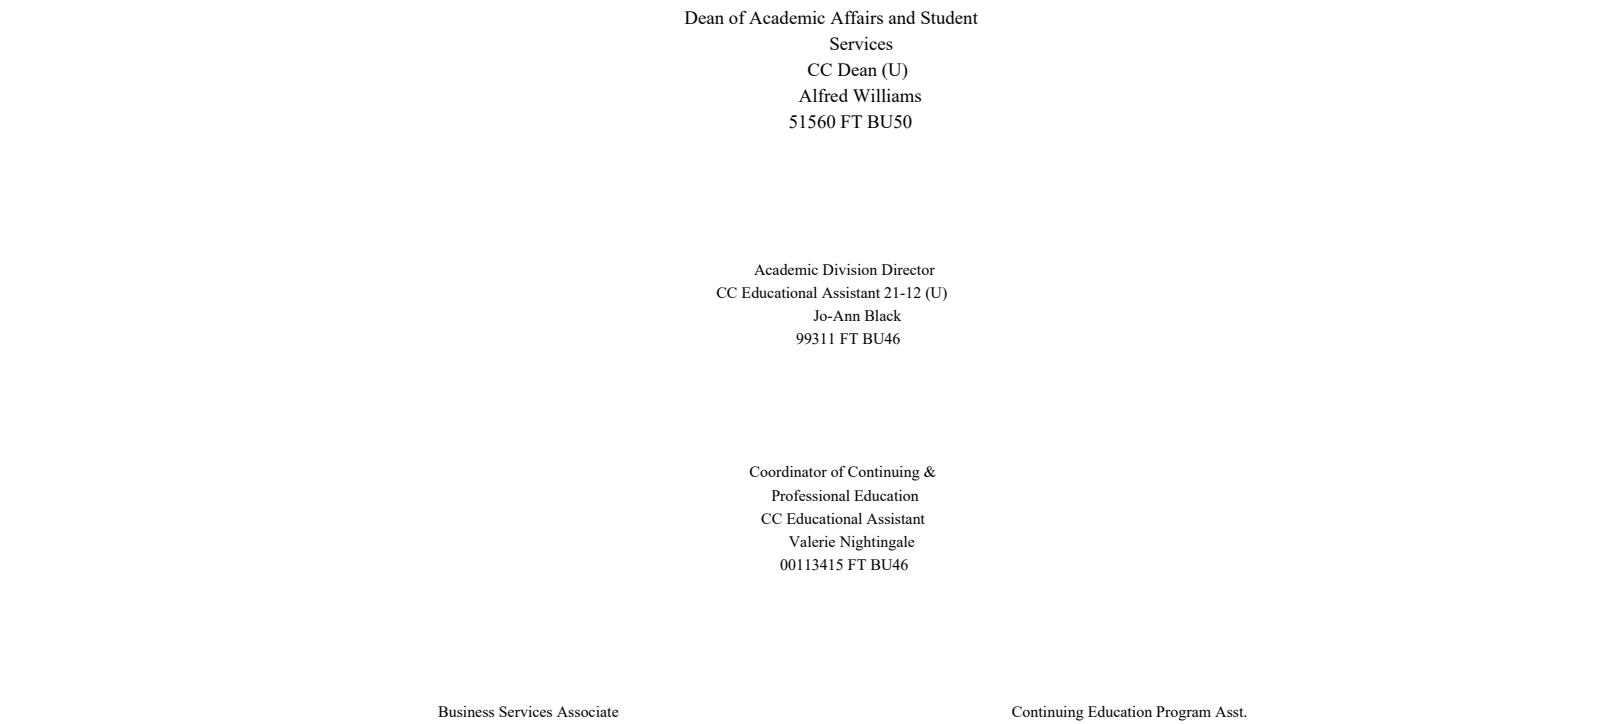 Dean of Academic Affairs and Student
Services
CC Dean (U)
Alfred Williams
51560 FT BU50
Academic Division Director
CC Educational Assistant 21-12 (U)
Jo-Ann Black
99311 FT BU46
Coordinator of Continuing &
Professional Education
CC Educational Assistant
Valerie Nightingale
00113415 FT BU46
Business Services Associate
Continuing Education Program Asst.